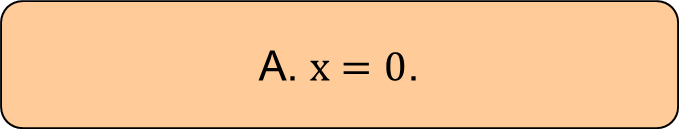 A. x = 0.